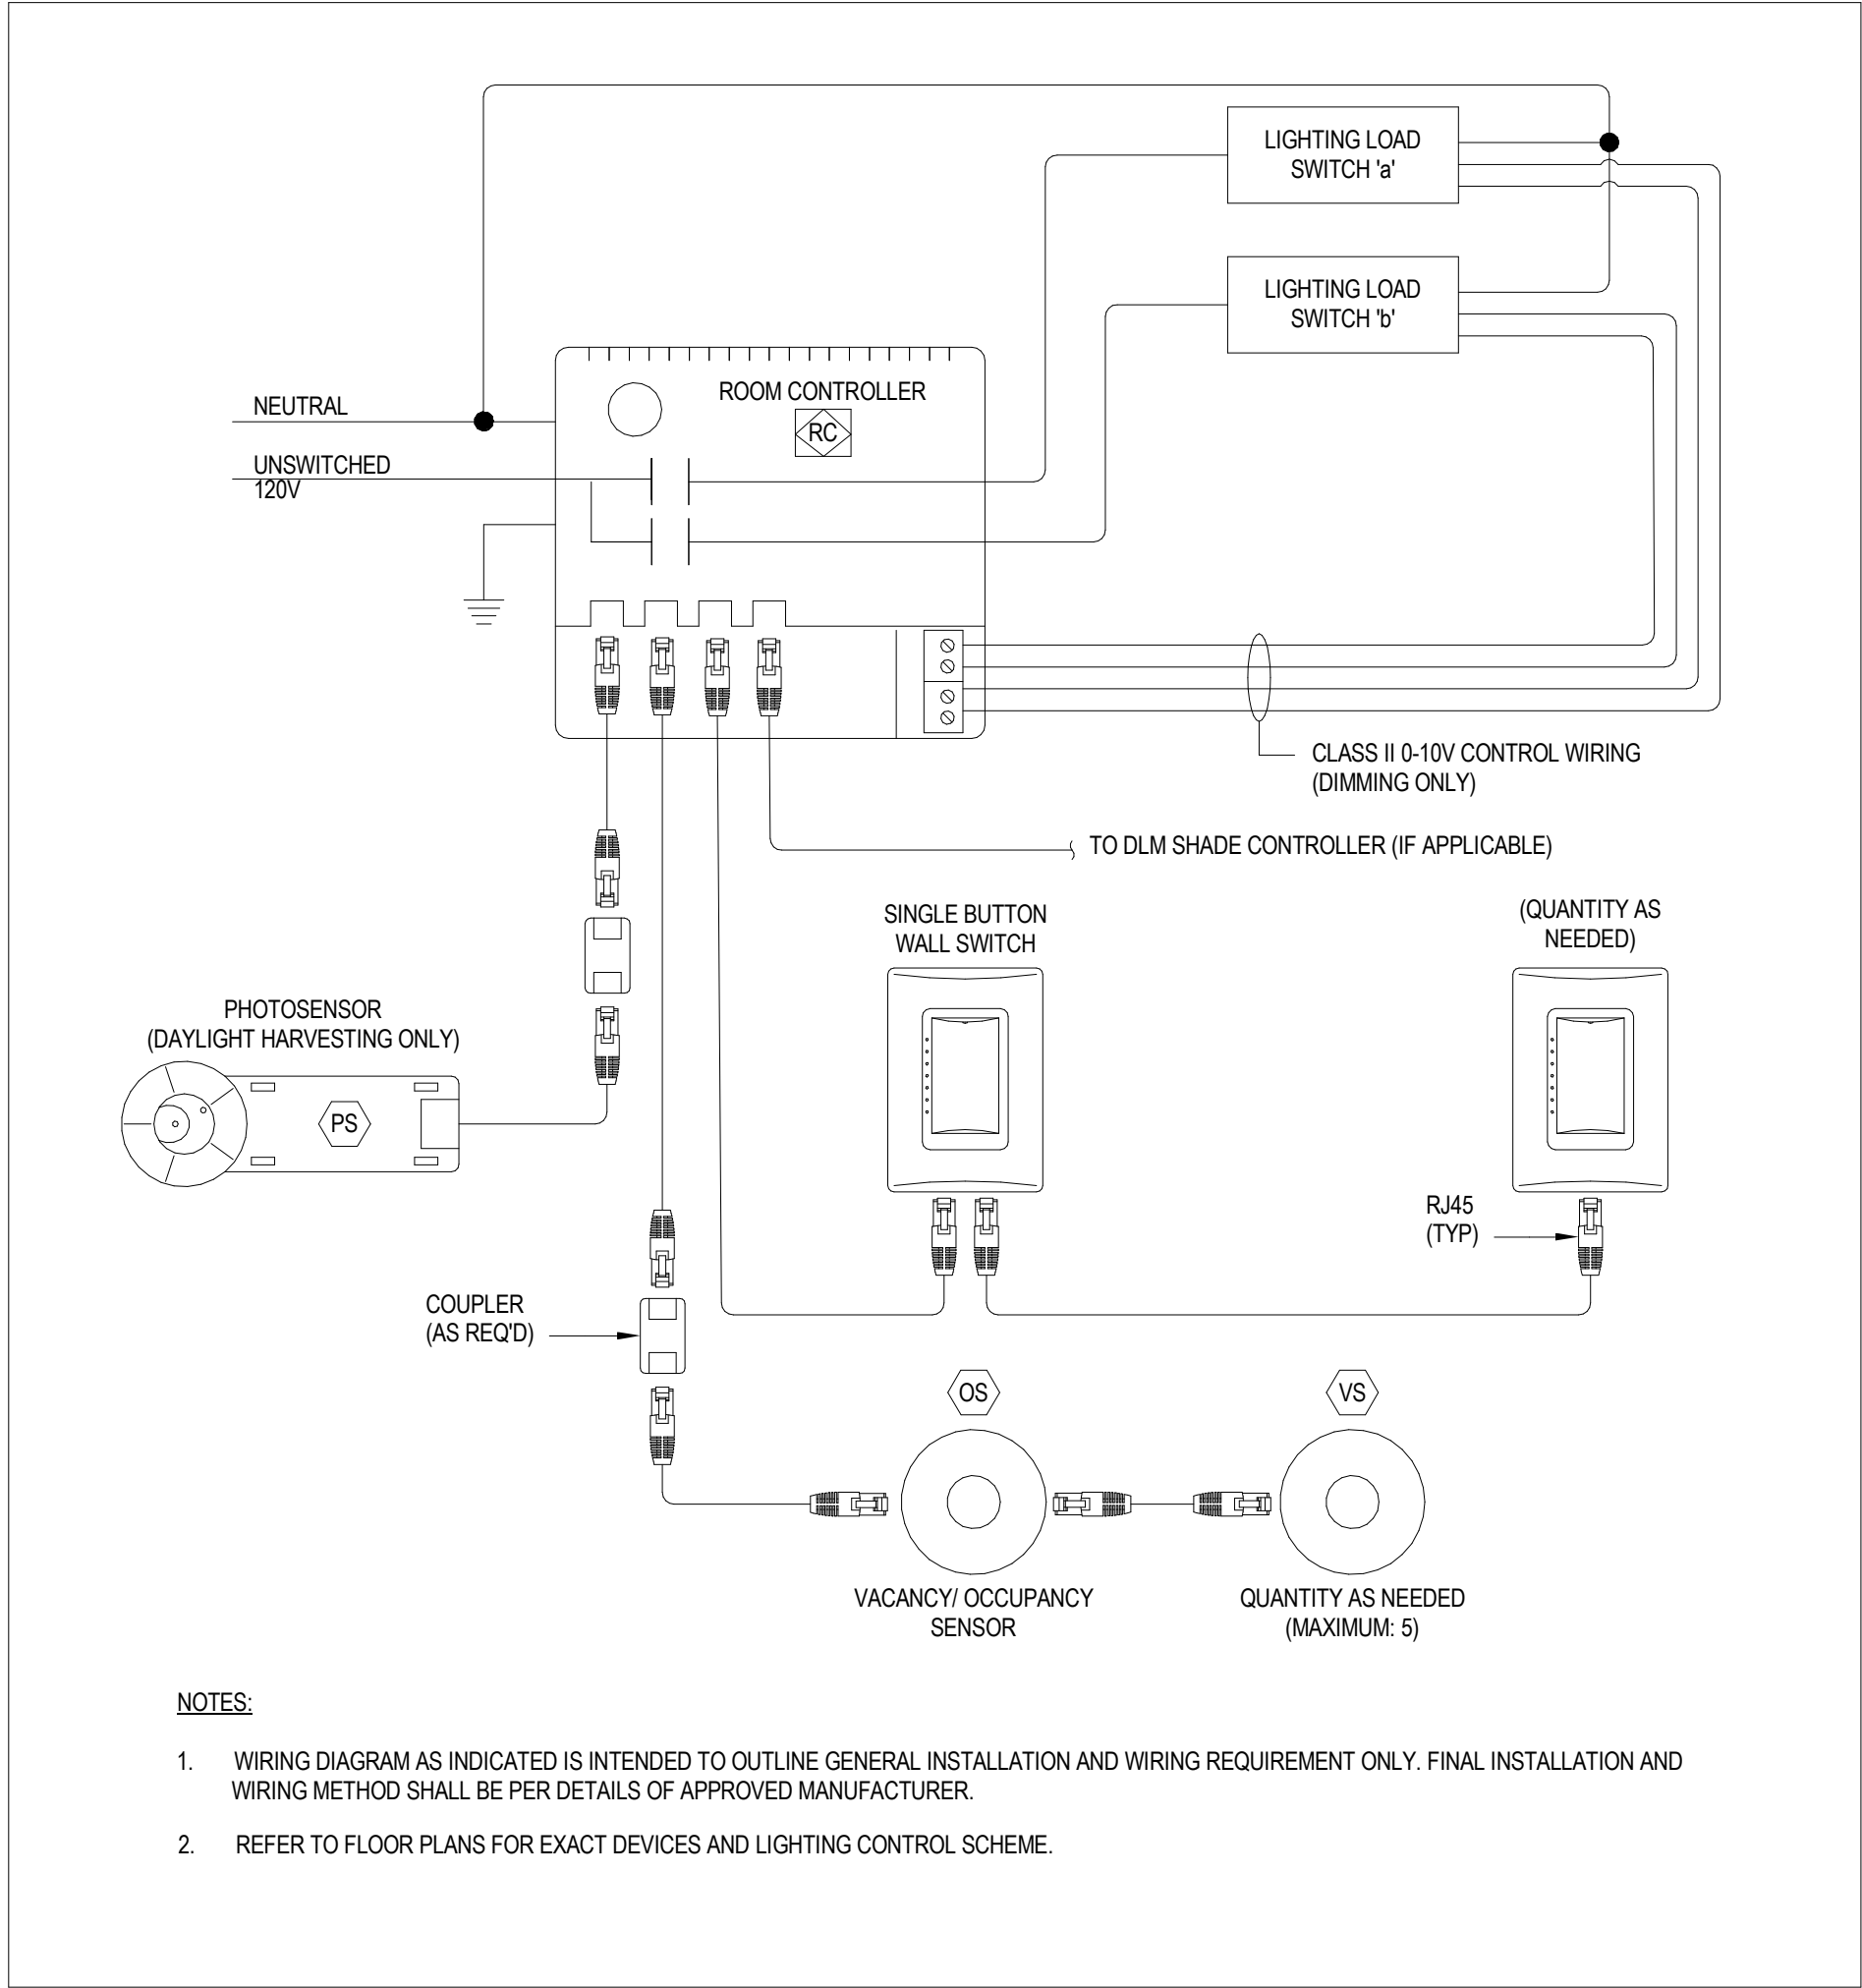 LIGHTING LOAD
SWITCH 'a'
LIGHTING LOAD
SWITCH 'b'
ROOM CONTROLLER
RC
NEUTRAL
UNSWITCHED
120V
CLASS II 0-10V CONTROL WIRING
(DIMMING ONLY)
TO DLM SHADE CONTROLLER (IF APPLICABLE)
SINGLE BUTTON
WALL SWITCH
(QUANTITY AS
NEEDED)
PHOTOSENSOR
(DAYLIGHT HARVESTING ONLY)
PS
RJ45
(TYP)
COUPLER
(AS REQ'D)
OS
VS
VACANCY/ OCCUPANCY
SENSOR
QUANTITY AS NEEDED
(MAXIMUM: 5)
NOTES:
1. WIRING DIAGRAM AS INDICATED IS INTENDED TO OUTLINE GENERAL INSTALLATION AND WIRING REQUIREMENT ONLY. FINAL INSTALLATION AND
WIRING METHOD SHALL BE PER DETAILS OF APPROVED MANUFACTURER.
2. REFER TO FLOOR PLANS FOR EXACT DEVICES AND LIGHTING CONTROL SCHEME.